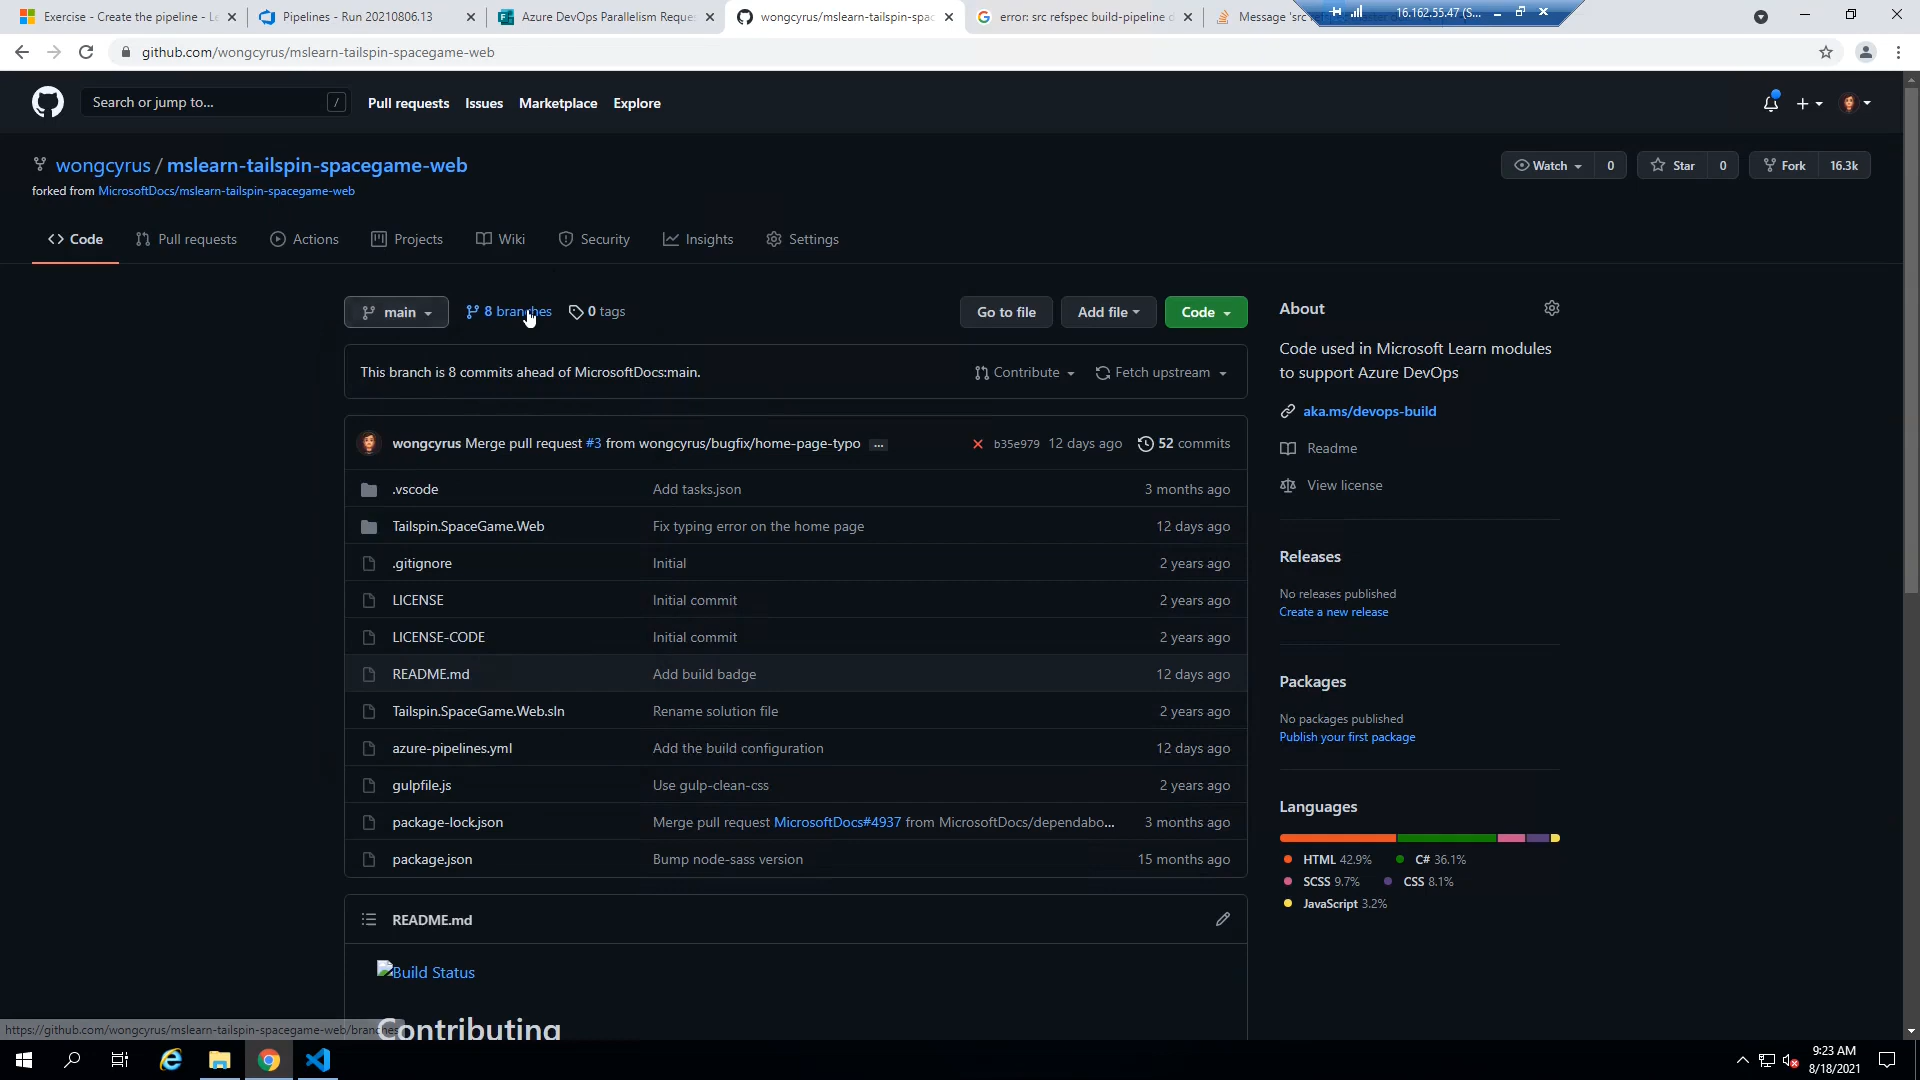 Exercise - Create the pipeline - L
Pipelines - Run 20210806.13
Azure DevOps Parallelism Reque
wongcyrus/mslearn-tailspin-spac
error: src refspec build-pipeline d
Message 'src
16.162.55.47 (S...
github.com/wongcyrus/mslearn-tailspin-spacegame-web
Search or jump to... /
Pull requests Issues Marketplace Explore
wongcyrus / mslearn-tailspin-spacegame-web
Watch 0 Star 0 Fork 16.3k
forked from MicrosoftDocs/mslearn-tailspin-spacegame-web
<> Code Pull requests Actions Projects Wiki Security Insights Settings
main 8 branches 0 tags Go to file Add file Code
This branch is 8 commits ahead of MicrosoftDocs:main. Contribute Fetch upstream
wongcyrus Merge pull request #3 from wongcyrus/bugfix/home-page-typo ... b35e979 12 days ago 52 commits
.vscode Add tasks.json 3 months ago
Tailspin.SpaceGame.Web Fix typing error on the home page 12 days ago
.gitignore Initial 2 years ago
LICENSE Initial commit 2 years ago
LICENSE-CODE Initial commit 2 years ago
README.md Add build badge 12 days ago
Tailspin.SpaceGame.Web.sln Rename solution file 2 years ago
azure-pipelines.yml Add the build configuration 12 days ago
gulpfile.js Use gulp-clean-css 2 years ago
package-lock.json Merge pull request MicrosoftDocs#4937 from MicrosoftDocs/dependabo... 3 months ago
package.json Bump node-sass version 15 months ago
README.md
Build Status
Contributing
About
Code used in Microsoft Learn modules
to support Azure DevOps
aka.ms/devops-build
Readme
View license
Releases
No releases published
Create a new release
Packages
No packages published
Publish your first package
Languages
HTML 42.9% C# 36.1%
SCSS 9.7% CSS 8.1%
JavaScript 3.2%
https://github.com/wongcyrus/mslearn-tailspin-spacegame-web/branches
9:23 AM
8/18/2021